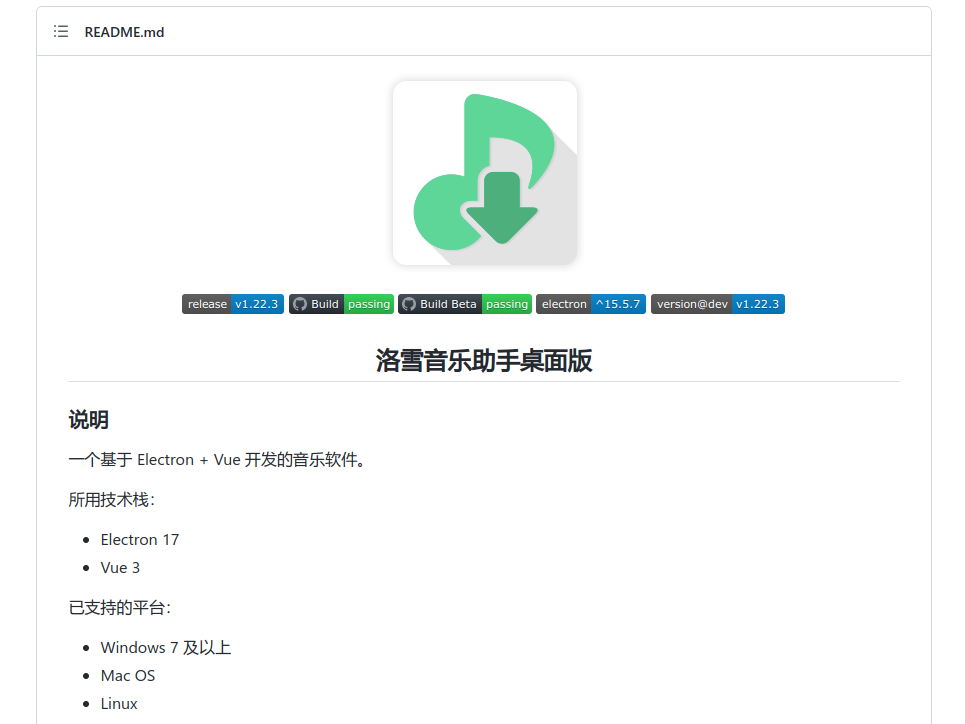 README.md
release v1.22.3 Build passing Build Beta passing electron ^15.5.7 version@dev v1.22.3
洛雪音乐助手桌面版
说明
一个基于 Electron + Vue 开发的音乐软件。
所用技术栈：
Electron 17
Vue 3
已支持的平台：
Windows 7 及以上
Mac OS
Linux